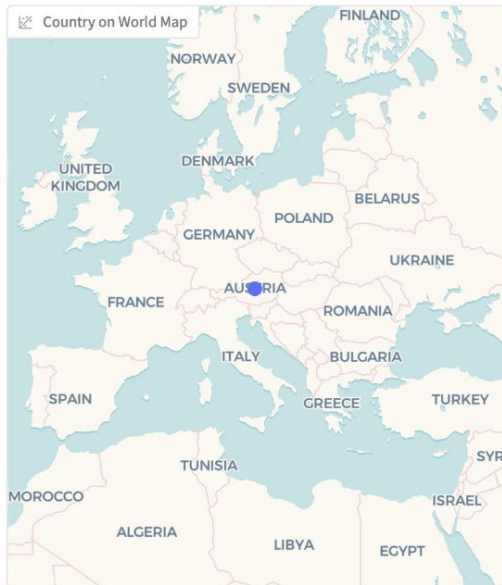 Country on World Map
FINLAND
NORWAY
SWEDEN
DENMARK
UNITED
KINGDOM
BELARUS
POLAND
GERMANY
UKRAINE
AUSTRIA
FRANCE
ROMANIA
ITALY
BULGARIA
SPAIN
GREECE
TURKEY
TUNISIA
SYR
MOROCCO
ISRAEL
ALGERIA
LIBYA
EGYPT